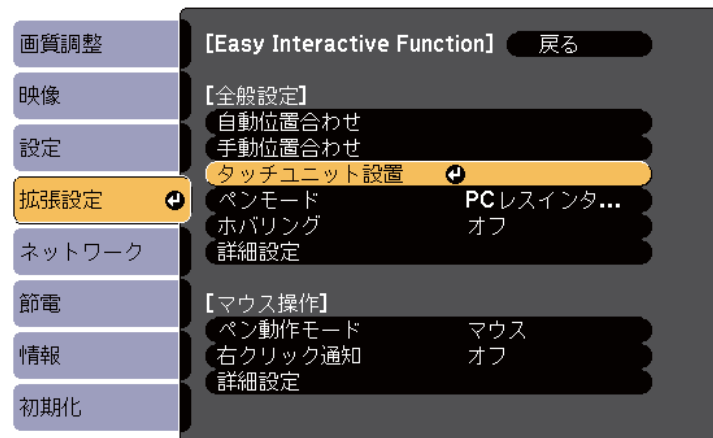 画質調整
映像
設定
拡張設定
ネットワーク
節電
情報
初期化
[Easy Interactive Function] 戻る
[全般設定]
自動位置合わせ
手動位置合わせ
タッチユニット設置
ペンモード PCレスインタ...
ホバリング オフ
詳細設定
[マウス操作]
ペン動作モード マウス
右クリック通知 オフ
詳細設定